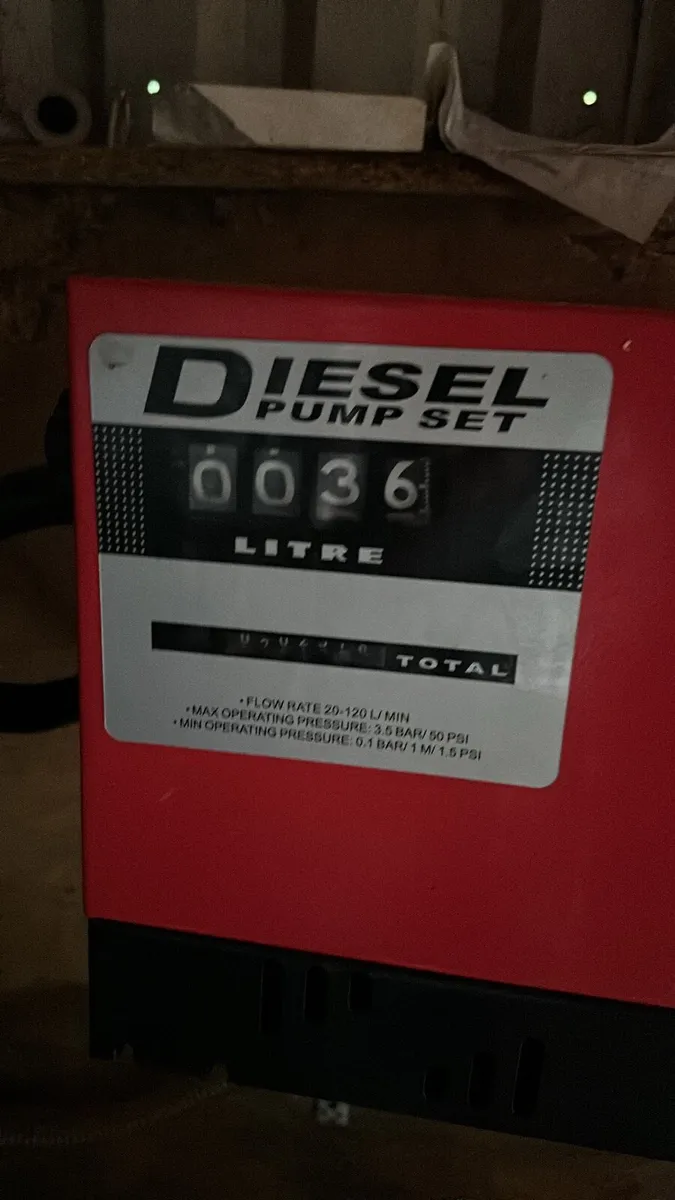 DIESEL
PUMP SET
0036
LITRE
TOTAL
•FLOW RATE 20-120 L/ MIN
•MAX OPERATING PRESSURE: 3.5 BAR/ 50 PSI
•MIN OPERATING PRESSURE: 0.1 BAR/ 1 M/ 1.5 PSI